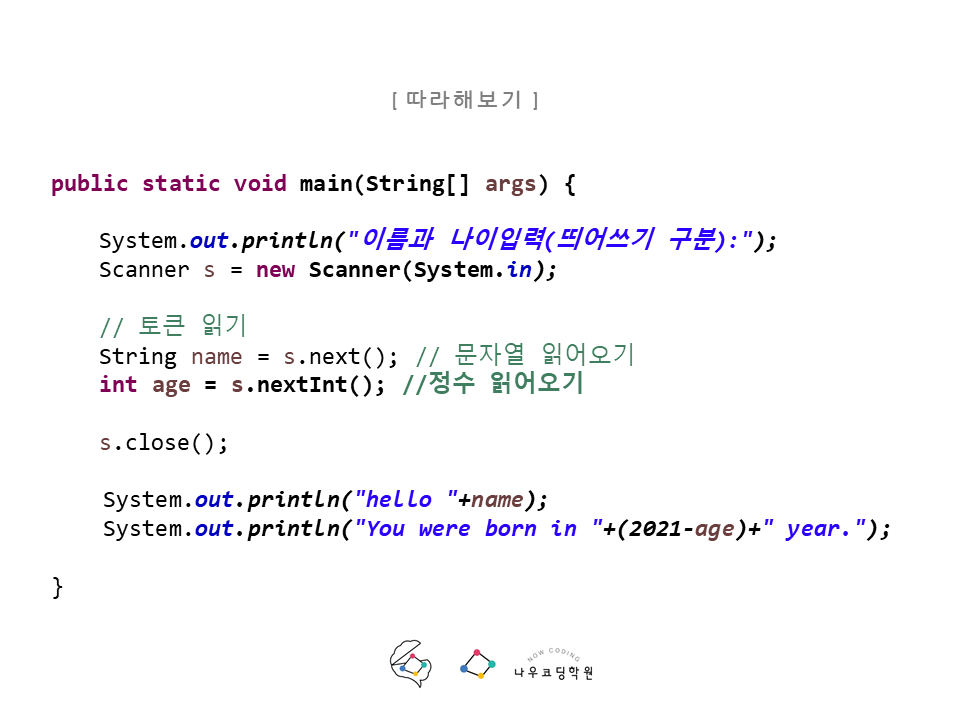 [ 따라해보기 ]
public static void main(String[] args) {
System.out.println("이름과 나이입력(띄어쓰기 구분):");
Scanner s = new Scanner(System.in);
// 토큰 읽기
String name = s.next(); // 문자열 읽어오기
int age = s.nextInt(); //정수 읽어오기
s.close();
System.out.println("hello "+name);
System.out.println("You were born in "+(2021-age)+" year.");
}
NOW CODING
나우코딩학원